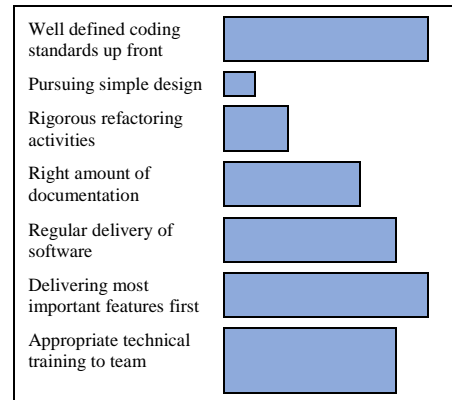 Well defined coding
standards up front
Pursuing simple design
Rigorous refactoring
activities
Right amount of
documentation
Regular delivery of
software
Delivering most
important features first
Appropriate technical
training to team